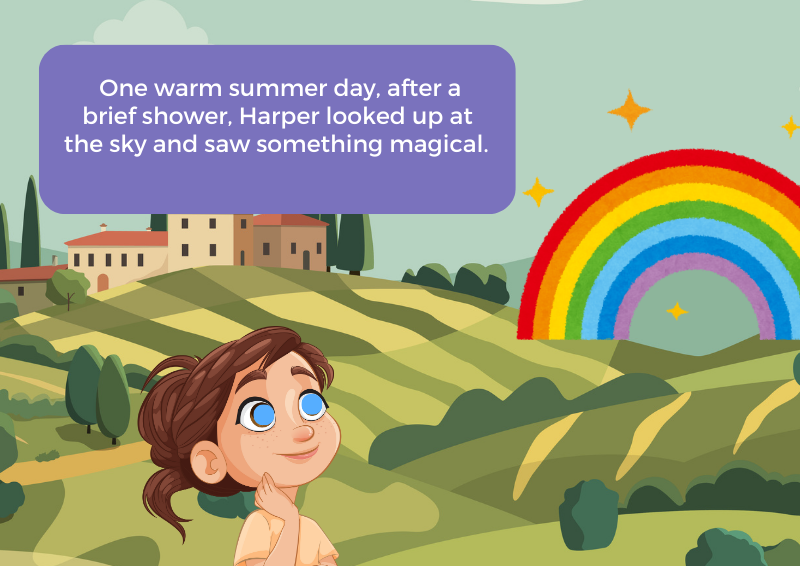 One warm summer day, after a
brief shower, Harper looked up at
the sky and saw something magical.